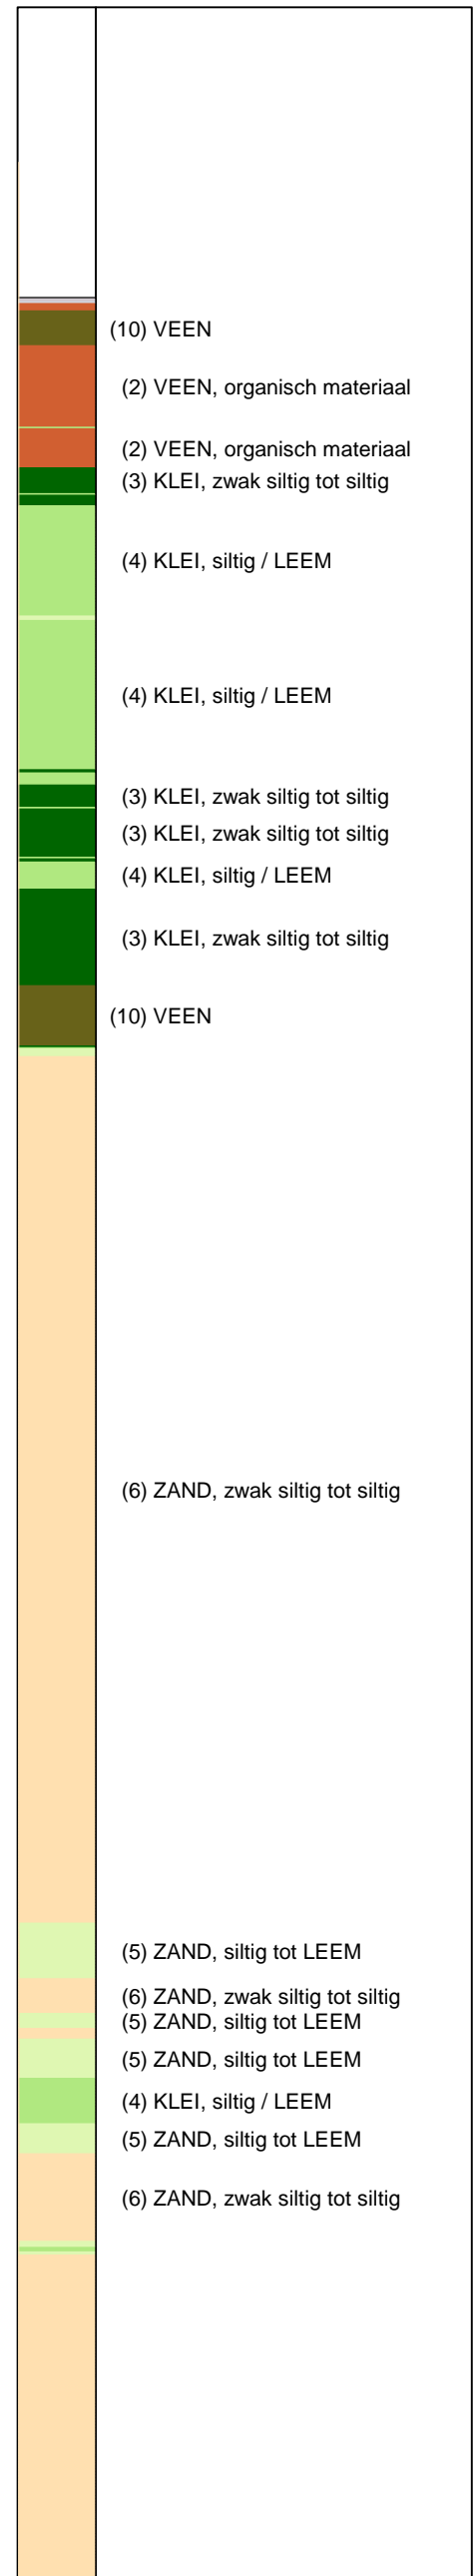 (10) VEEN
(2) VEEN, organisch materiaal
(2) VEEN, organisch materiaal
(3) KLEI, zwak siltig tot siltig
(4) KLEI, siltig / LEEM
(4) KLEI, siltig / LEEM
(3) KLEI, zwak siltig tot siltig
(3) KLEI, zwak siltig tot siltig
(4) KLEI, siltig / LEEM
(3) KLEI, zwak siltig tot siltig
(10) VEEN
(6) ZAND, zwak siltig tot siltig
(5) ZAND, siltig tot LEEM
(6) ZAND, zwak siltig tot siltig
(5) ZAND, siltig tot LEEM
(5) ZAND, siltig tot LEEM
(4) KLEI, siltig / LEEM
(5) ZAND, siltig tot LEEM
(6) ZAND, zwak siltig tot siltig